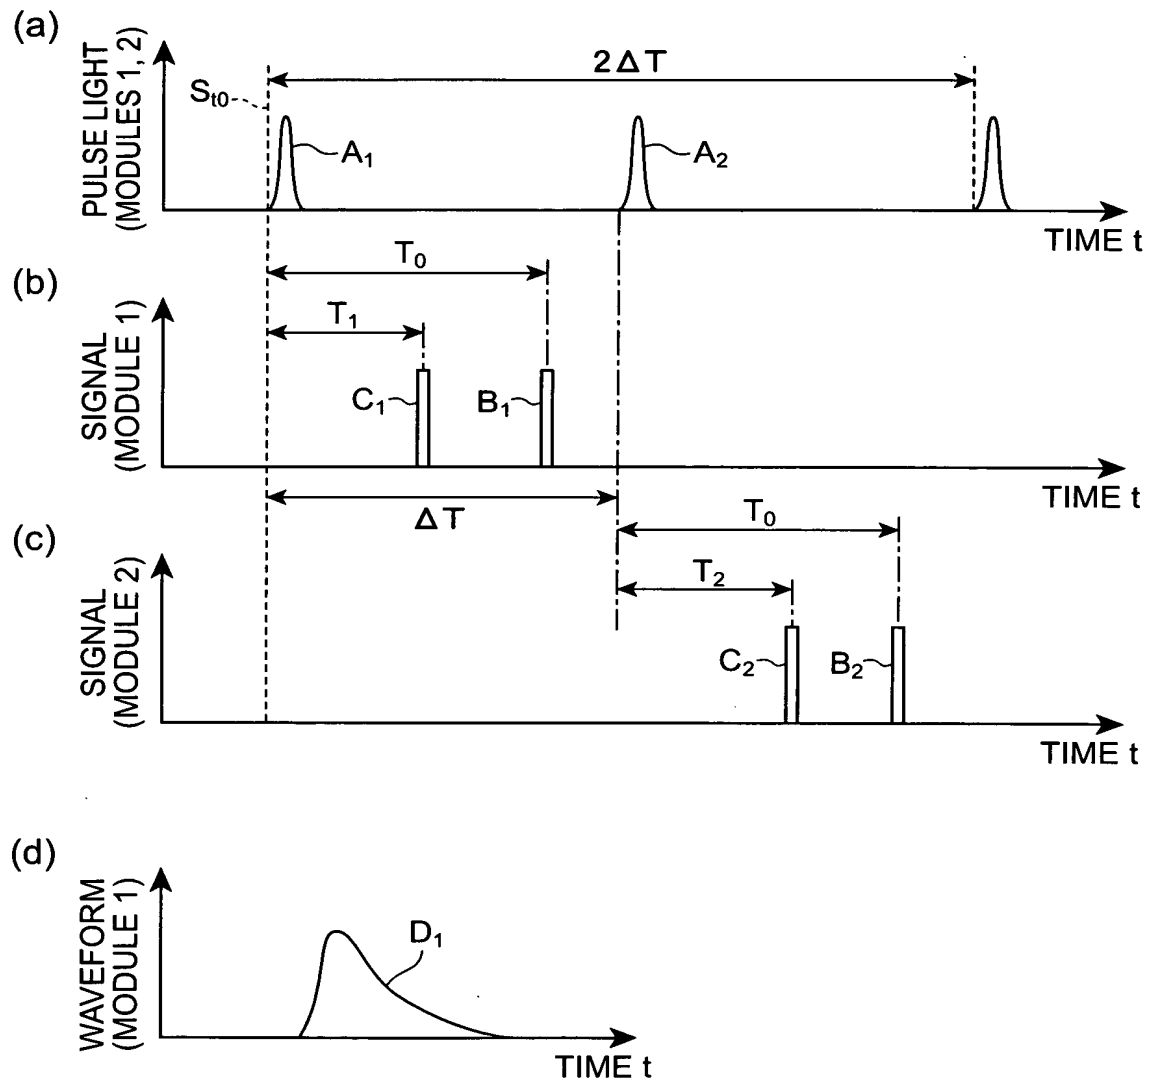 (a)
PULSE LIGHT
(MODULES 1, 2)
2ΔT
St0
A1
A2
TIME t
(b)
SIGNAL
(MODULE 1)
T0
T1
C1
B1
TIME t
ΔT
(c)
SIGNAL
(MODULE 2)
T0
T2
C2
B2
TIME t
(d)
WAVEFORM
(MODULE 1)
D1
TIME t